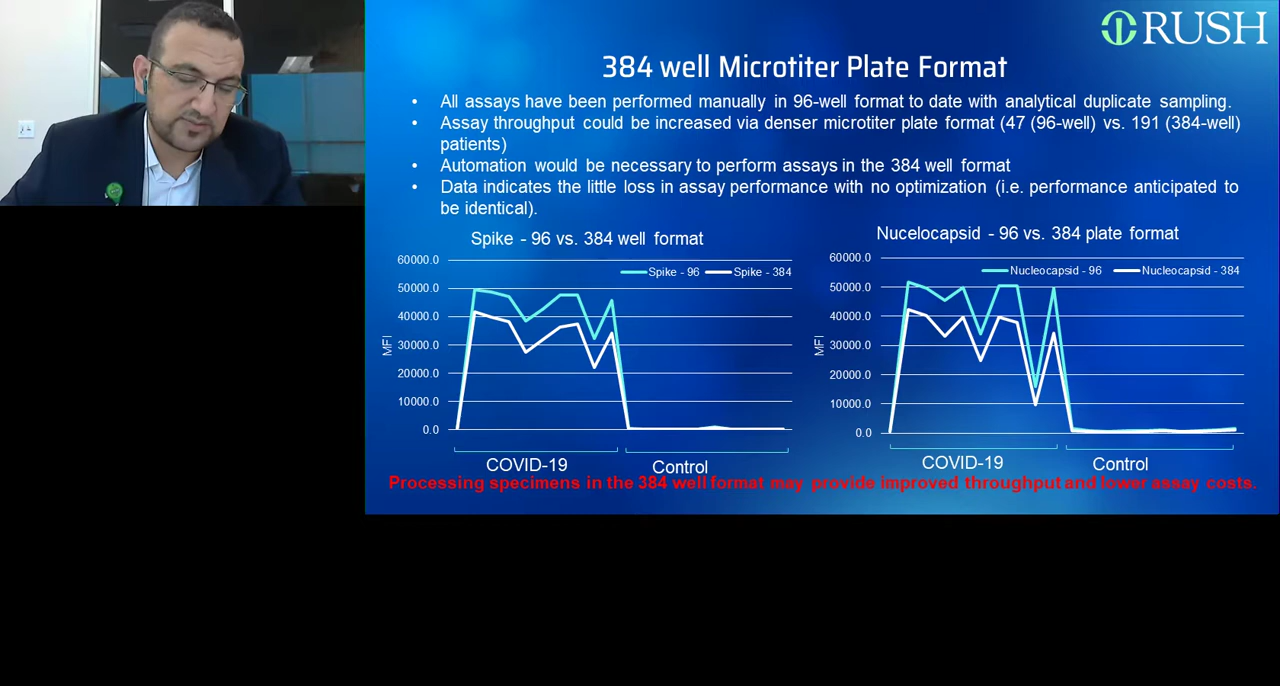 RUSH
384 well Microtiter Plate Format
• All assays have been performed manually in 96-well format to date with analytical duplicate sampling.
• Assay throughput could be increased via denser microtiter plate format (47 (96-well) vs. 191 (384-well)
patients)
• Automation would be necessary to perform assays in the 384 well format
• Data indicates the little loss in assay performance with no optimization (i.e. performance anticipated to
be identical).
Spike - 96 vs. 384 well format
Spike - 96 Spike - 384
MFI
60000.0
50000.0
40000.0
30000.0
20000.0
10000.0
0.0
COVID-19 Control
Nucelocapsid - 96 vs. 384 plate format
Nucleocapsid - 96 Nucleocapsid - 384
MFI
60000.0
50000.0
40000.0
30000.0
20000.0
10000.0
0.0
COVID-19 Control
Processing specimens in the 384 well format may provide improved throughput and lower assay costs.